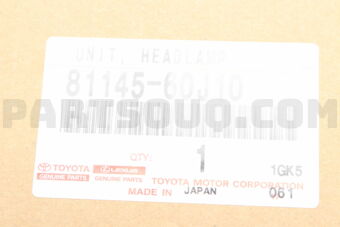 UNIT, HEADLAMP
81145-60J10
PARTSOUQ.COM
QTY:
1
1GK5
TOYOTA
GENUINE PARTS
LEXUS
GENUINE PARTS
TOYOTA MOTOR CORPORATION
MADE IN JAPAN
061